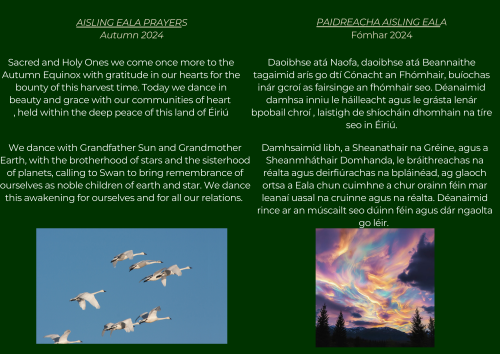 AISLING EALA PRAYERS
Autumn 2024
Sacred and Holy Ones we come once more to the
Autumn Equinox with gratitude in our hearts for the
bounty of this harvest time. Today we dance in
beauty and grace with our communities of heart
, held within the deep peace of this land of Éiriú
We dance with Grandfather Sun and Grandmother
Earth, with the brotherhood of stars and the sisterhood
of planets, calling to Swan to bring remembrance of
ourselves as noble children of earth and star. We dance
this awakening for ourselves and for all our relations.
PAIDREACHA AISLING EALA
Fómhar 2024
Daoibhse atá Naofa, daoibhse atá Beannaithe
tagaimid arís go dtí Cónacht an Fhómhair, buíochas
inár gcroí as fairsinge an fhómhair seo. Déanaimid
damhsa inniu le háilleacht agus le grásta lenár
bpobail chroí , laistigh de shíocháin dhomhain na tíre
seo in Éiriú.
Damhsaimid libh, a Sheanathair na Gréine, agus a
Sheanmháthair Domhanda, le bráithreachas na
réalta agus deirfiúrachas na bpláinéad, ag glaoch
ortsa a Eala chun cuimhne a chur orainn féin mar
leanaí uasal na cruinne agus na réalta. Déanaimid
rince ar an múscailt seo dúinn féin agus dár ngaolta
go léir.